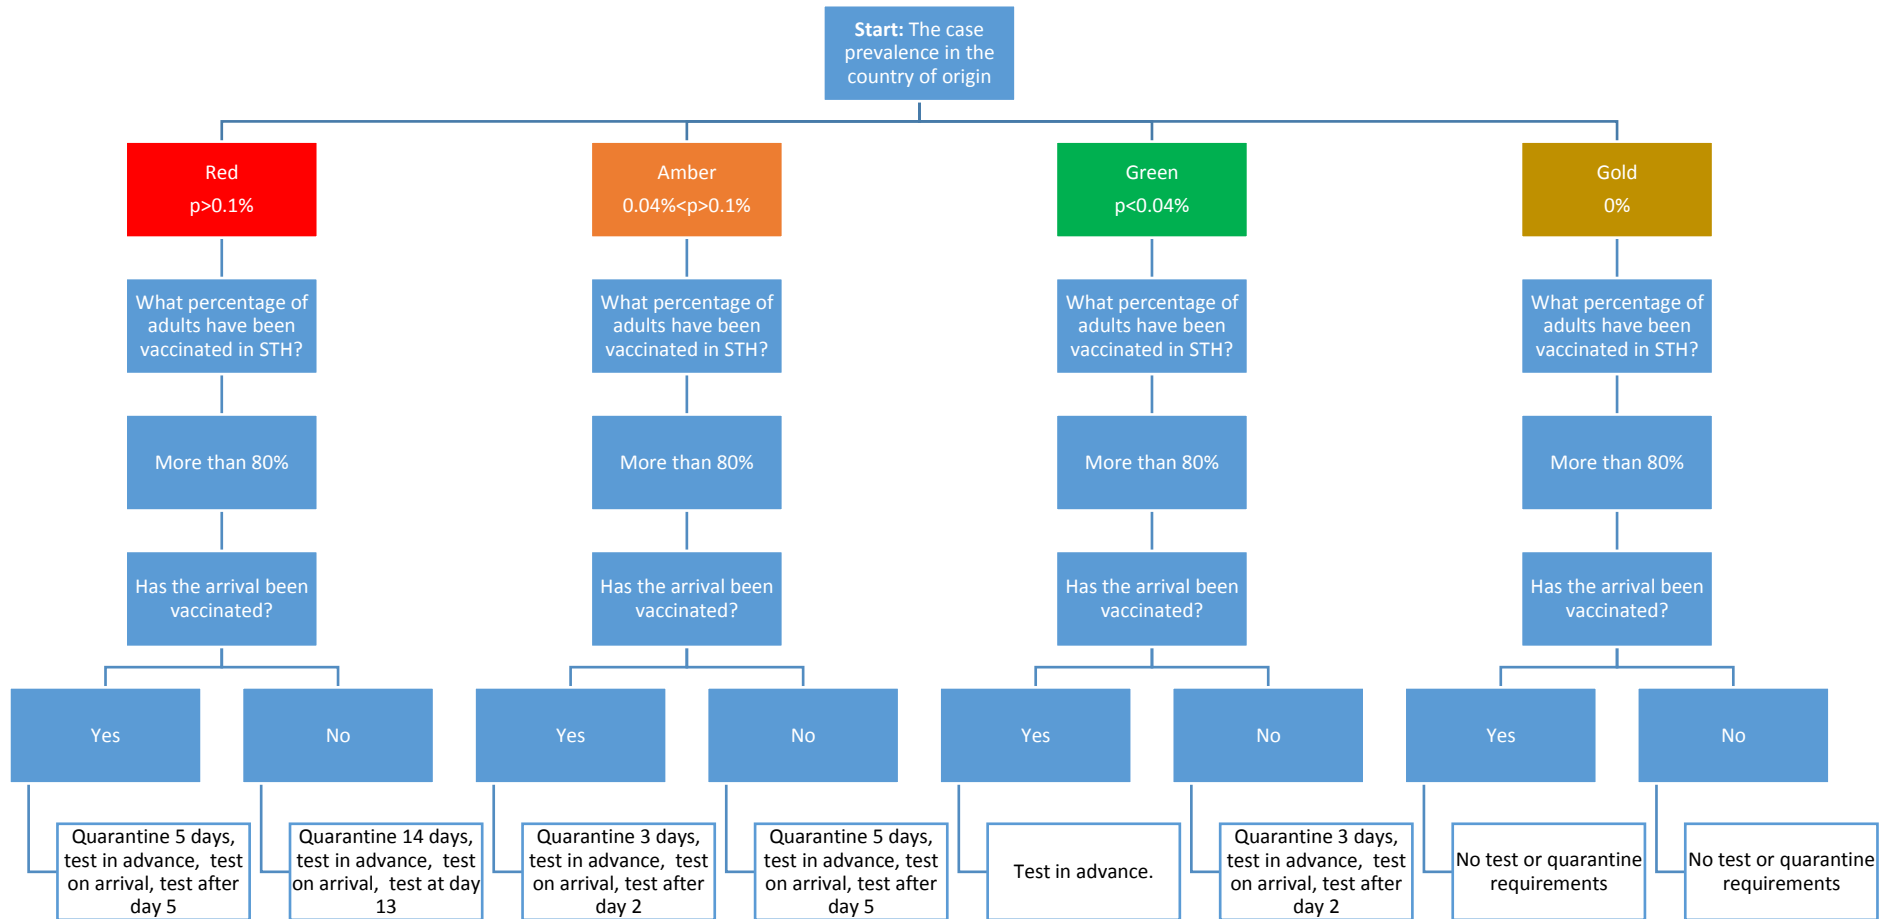 Start: The case
prevalence in the
country of origin
Red
p>0.1%
Amber
0.04%<p>0.1%
Green
p<0.04%
Gold
0%
What percentage of
adults have been
vaccinated in STH?
What percentage of
adults have been
vaccinated in STH?
What percentage of
adults have been
vaccinated in STH?
What percentage of
adults have been
vaccinated in STH?
More than 80%
More than 80%
More than 80%
More than 80%
Has the arrival been
vaccinated?
Has the arrival been
vaccinated?
Has the arrival been
vaccinated?
Has the arrival been
vaccinated?
Yes
No
Yes
No
Yes
No
Yes
No
Quarantine 5 days,
test in advance, test
on arrival, test after
day 5
Quarantine 14 days,
test in advance, test
on arrival, test at day
13
Quarantine 3 days,
test in advance, test
on arrival, test after
day 2
Quarantine 5 days,
test in advance, test
on arrival, test after
day 5
Test in advance.
Quarantine 3 days,
test in advance, test
on arrival, test after
day 2
No test or quarantine
requirements
No test or quarantine
requirements